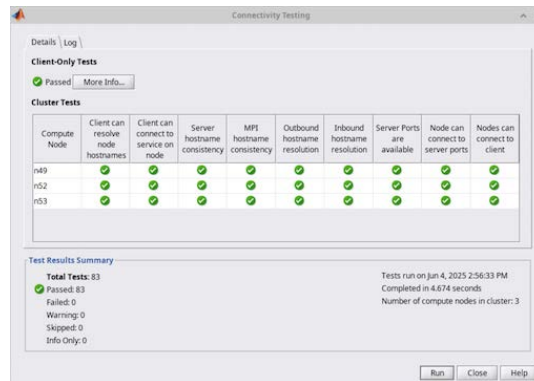 Connectivity Testing
Details Log
Client-Only Tests
Passed More Info...
Cluster Tests
Compute Node
Client can resolve node hostnames
Client can connect to service on node
Server hostname consistency
MPI hostname consistency
Outbound hostname resolution
Inbound hostname resolution
Server Ports are available
Node can connect to server ports
Nodes can connect to client
n49
n52
n53
Test Results Summary
Total Tests: 83
Passed: 83
Failed: 0
Warning: 0
Skipped: 0
Info Only: 0
Tests run on Jun 4, 2025 2:56:33 PM
Completed in 4.674 seconds
Number of compute nodes in cluster: 3
Run Close Help